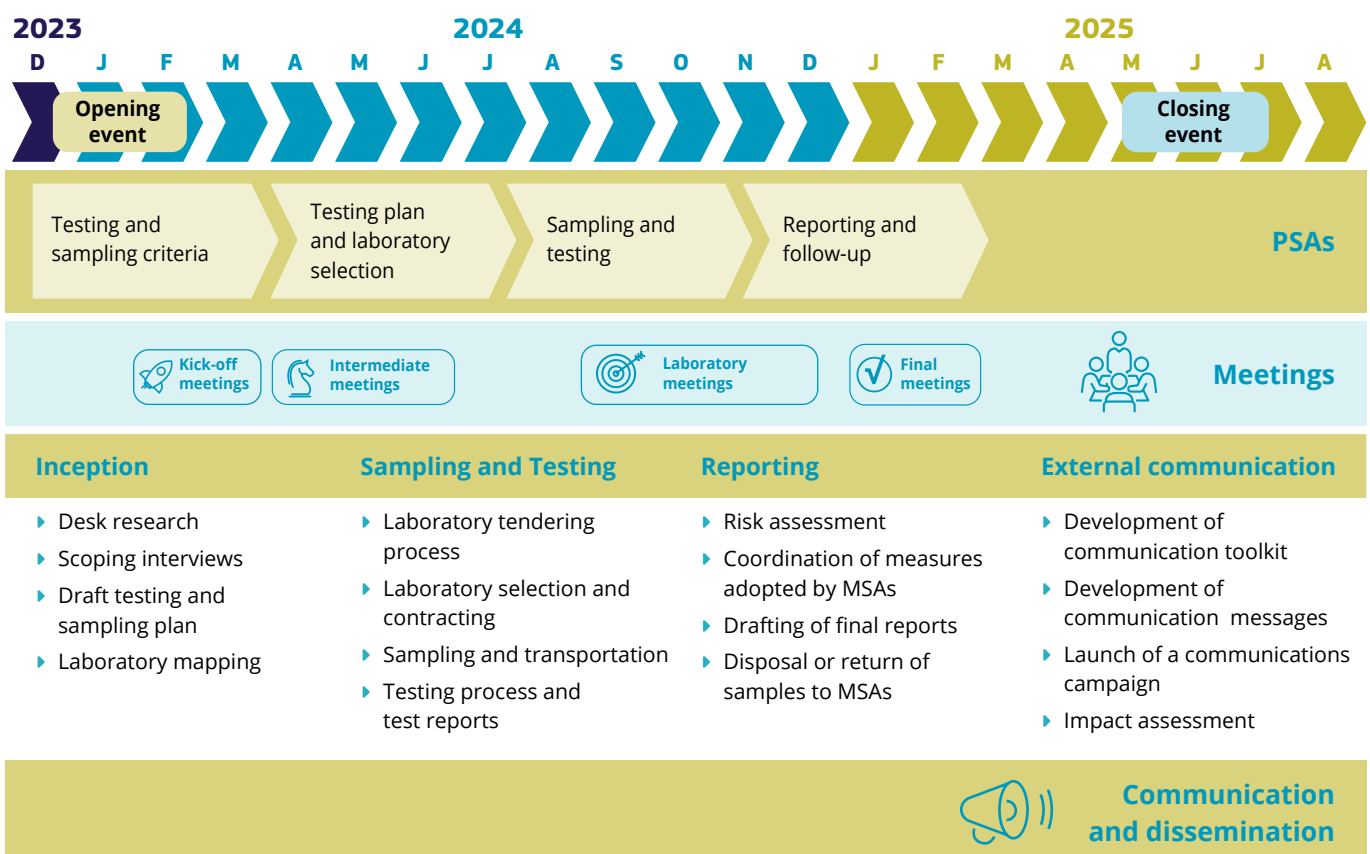 2023
2024
2025
D J F M A M J J A S O N D J F M A M J J A
Opening
event
Closing
event
Testing and
sampling criteria
Testing plan
and laboratory
selection
Sampling and
testing
Reporting and
follow-up
PSAs
Kick-off
meetings
Intermediate
meetings
Laboratory
meetings
Final
meetings
Meetings
Inception
Desk research
Scoping interviews
Draft testing and
sampling plan
Laboratory mapping
Sampling and Testing
Laboratory tendering
process
Laboratory selection and
contracting
Sampling and transportation
Testing process and
test reports
Reporting
Risk assessment
Coordination of measures
adopted by MSAs
Drafting of final reports
Disposal or return of
samples to MSAs
External communication
Development of
communication toolkit
Development of
communication messages
Launch of a communications
campaign
Impact assessment
Communication
and dissemination